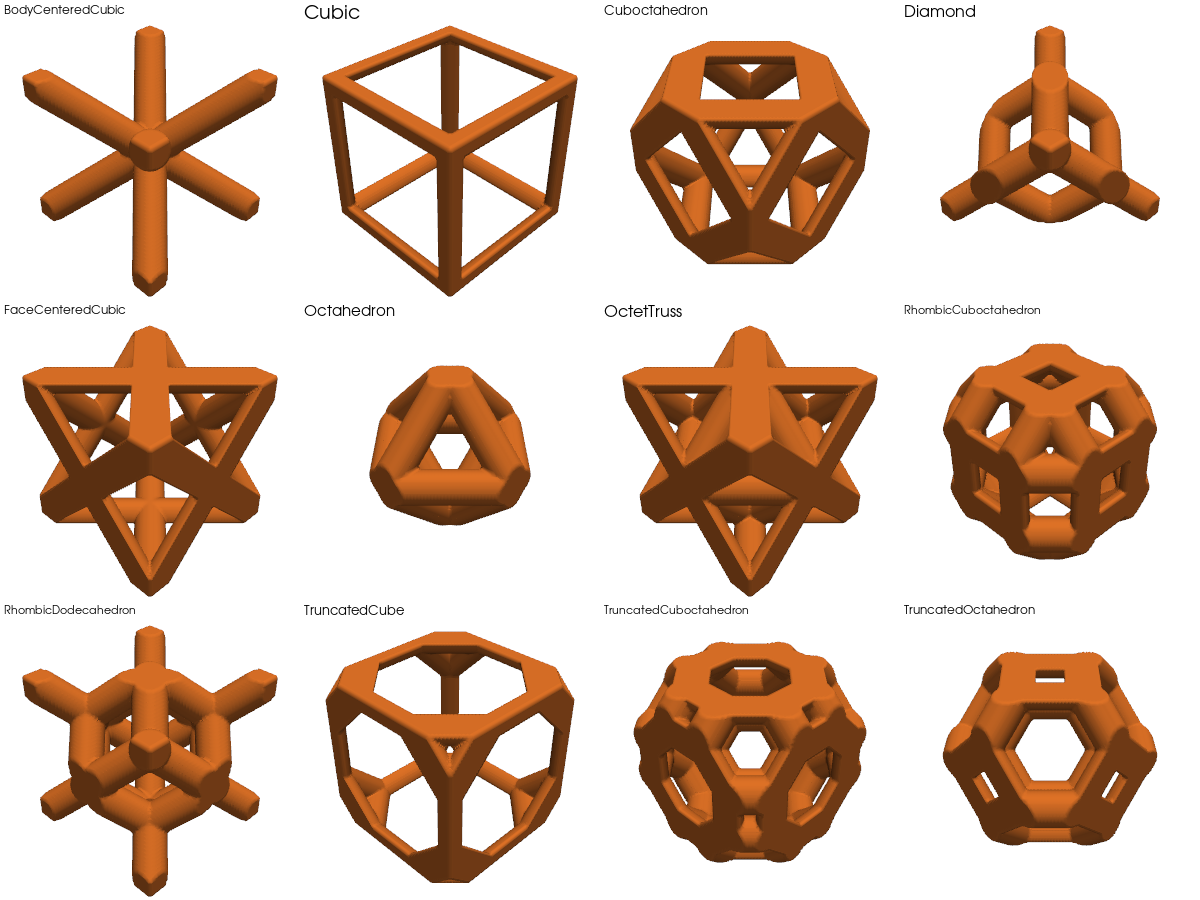 BodyCenteredCubic
Cubic
Cuboctahedron
Diamond
FaceCenteredCubic
Octahedron
OctetTruss
RhombicCuboctahedron
RhombicDodecahedron
TruncatedCube
TruncatedCuboctahedron
TruncatedOctahedron